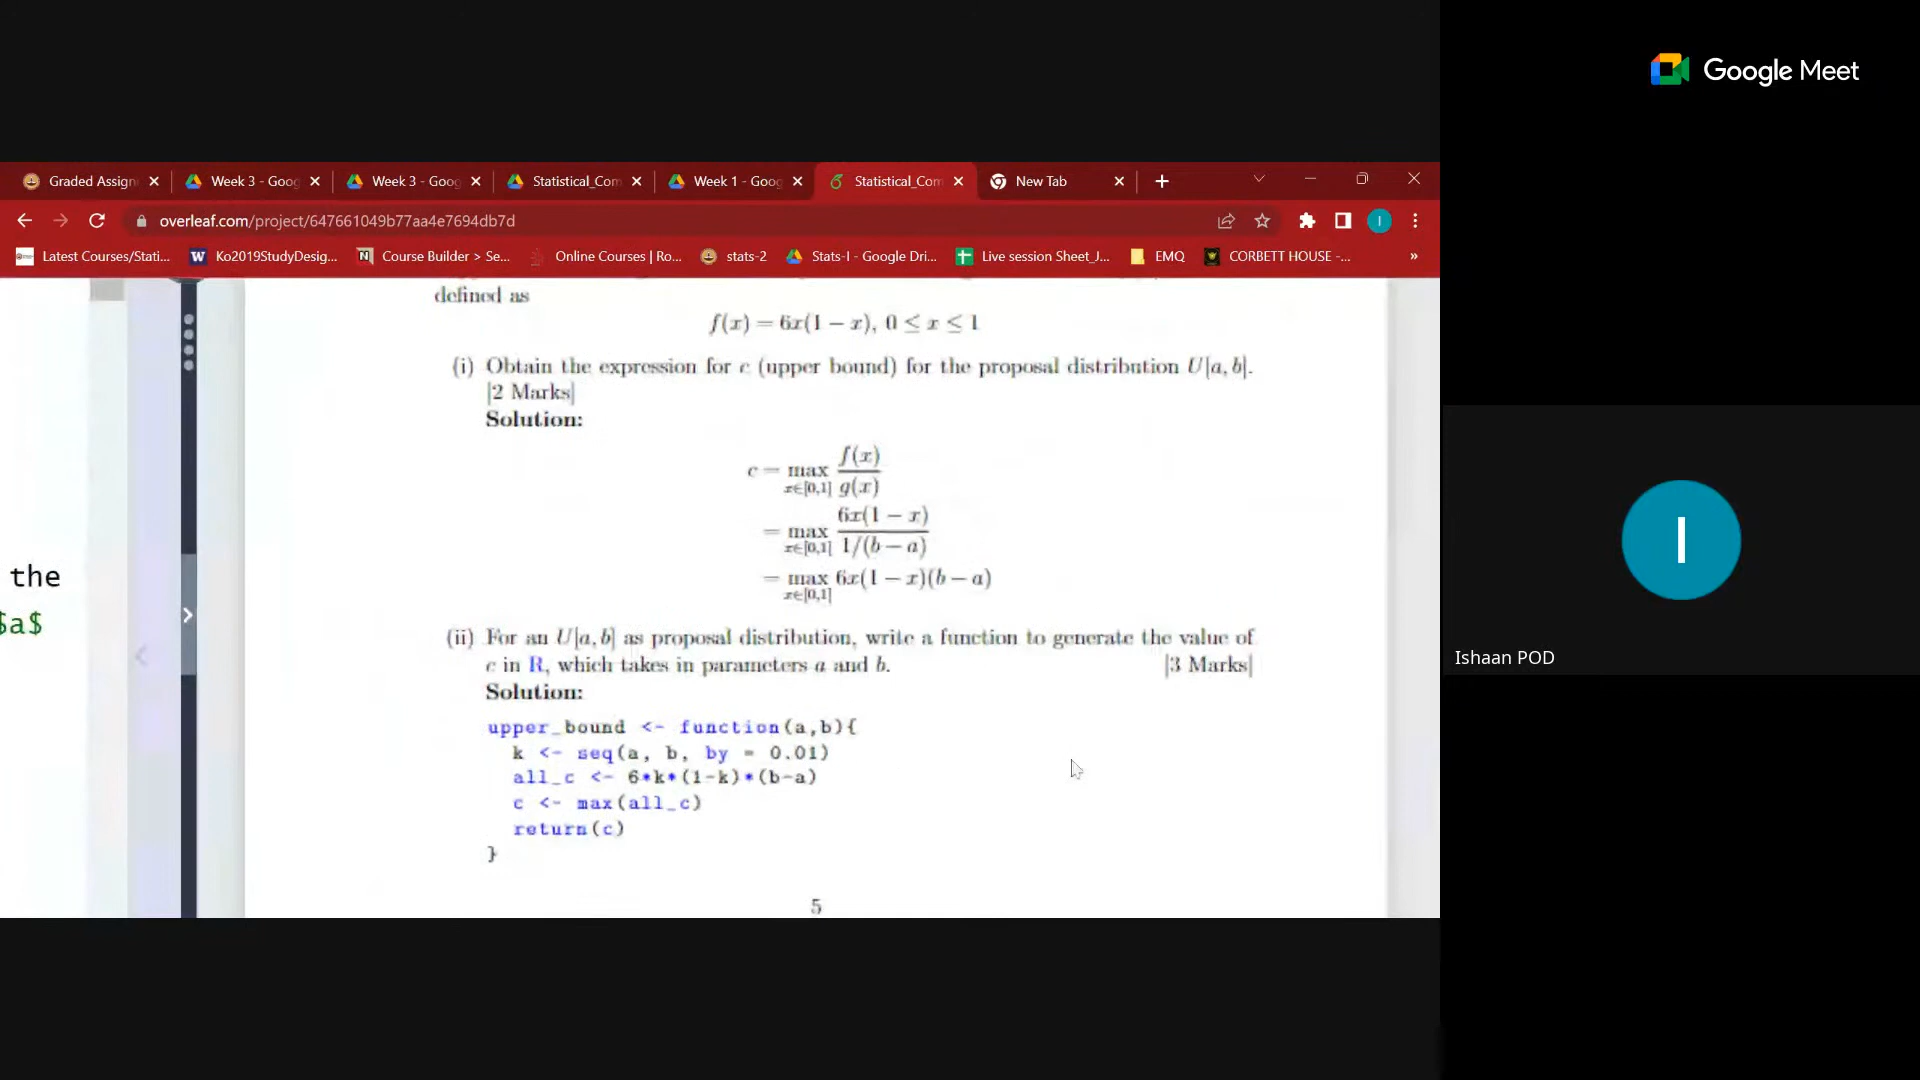 Google Meet
Graded Assign
Week 3 - Goog
Week 3 - Goog
Statistical_Com
Week 1 - Goog
Statistical_Com
New Tab
overleaf.com/project/647661049b77aa4e7694db7d
I
Latest Courses/Stati...
Ko2019StudyDesig...
Course Builder > Se...
Online Courses | Ro...
stats-2
Stats-I - Google Dri...
Live session Sheet_J...
EMQ
CORBETT HOUSE -...
»
defined as
f(x) = 6x(1 − x), 0 ≤ x ≤ 1
(i) Obtain the expression for c (upper bound) for the proposal distribution U[a, b].
[2 Marks]
Solution:
c = max x∈[0,1] f(x)/g(x)
= max x∈[0,1] 6x(1 − x)/1/(b − a)
= max x∈[0,1] 6x(1 − x)(b − a)
the
$a$
(ii) For an U[a, b] as proposal distribution, write a function to generate the value of
c in R, which takes in parameters a and b. [3 Marks]
Solution:
upper_bound <- function(a,b){
k <- seq(a, b, by = 0.01)
all_c <- 6*k*(1-k)*(b-a)
c <- max(all_c)
return(c)
}
5
I
Ishaan POD